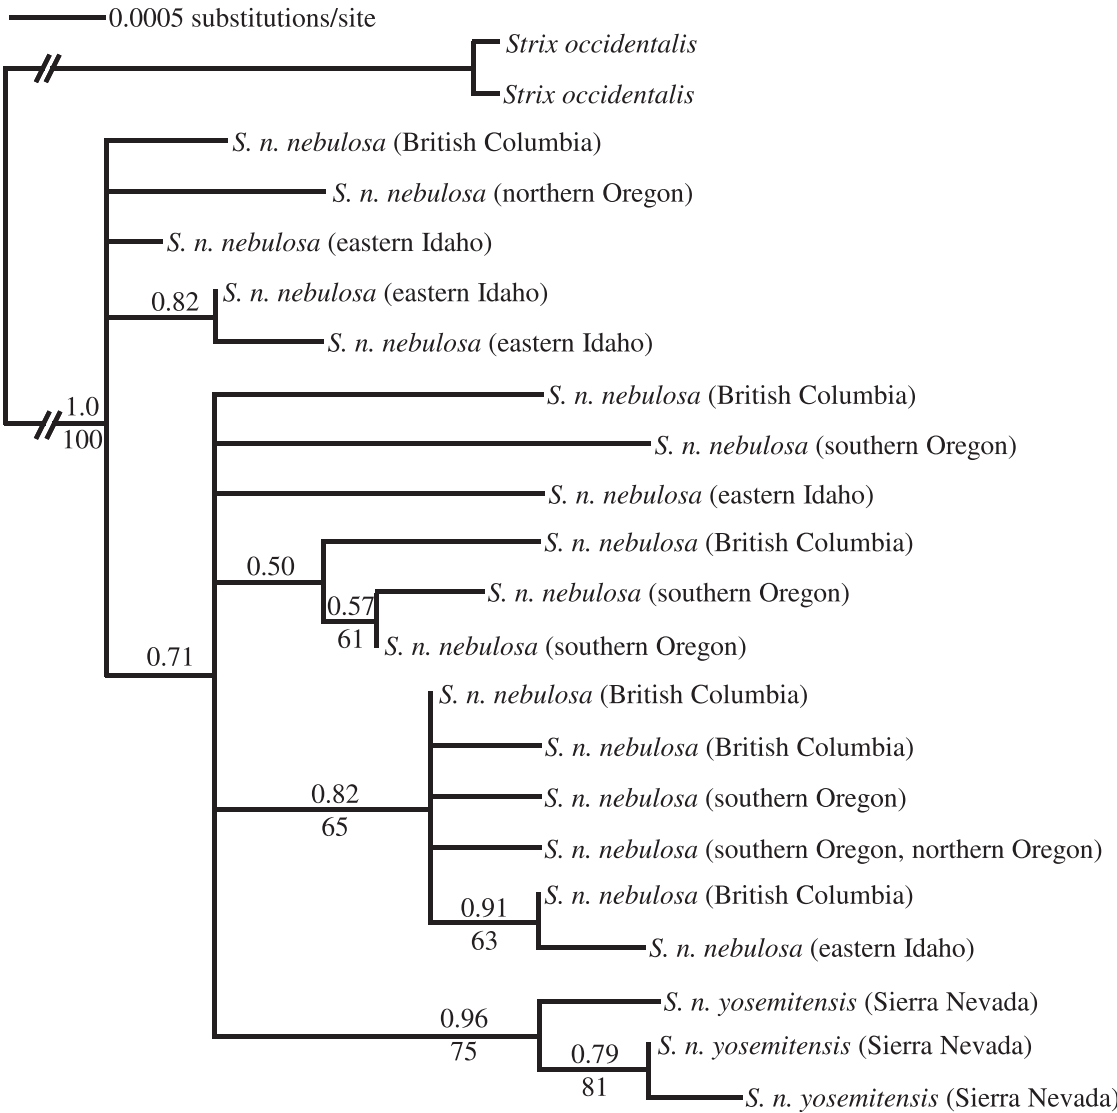 0.0005 substitutions/site
Strix occidentalis
Strix occidentalis
S. n. nebulosa (British Columbia)
S. n. nebulosa (northern Oregon)
S. n. nebulosa (eastern Idaho)
0.82
S. n. nebulosa (eastern Idaho)
S. n. nebulosa (eastern Idaho)
S. n. nebulosa (British Columbia)
1.0
100
S. n. nebulosa (southern Oregon)
S. n. nebulosa (eastern Idaho)
S. n. nebulosa (British Columbia)
0.50
S. n. nebulosa (southern Oregon)
0.57
61
S. n. nebulosa (southern Oregon)
0.71
S. n. nebulosa (British Columbia)
S. n. nebulosa (British Columbia)
0.82
65
S. n. nebulosa (southern Oregon)
S. n. nebulosa (southern Oregon, northern Oregon)
S. n. nebulosa (British Columbia)
0.91
63
S. n. nebulosa (eastern Idaho)
S. n. yosemitensis (Sierra Nevada)
0.96
75
S. n. yosemitensis (Sierra Nevada)
0.79
81
S. n. yosemitensis (Sierra Nevada)